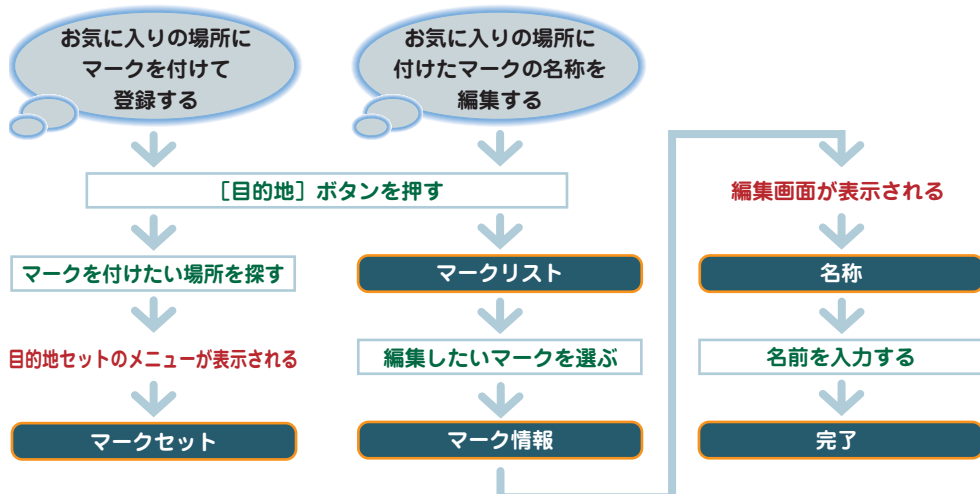 お気に入りの場所に
マークを付けて
登録する
お気に入りの場所に
付けたマークの名称を
編集する
［目的地］ボタンを押す
マークを付けたい場所を探す
目的地セットのメニューが表示される
マークセット
マークリスト
編集したいマークを選ぶ
マーク情報
編集画面が表示される
名称
名前を入力する
完了